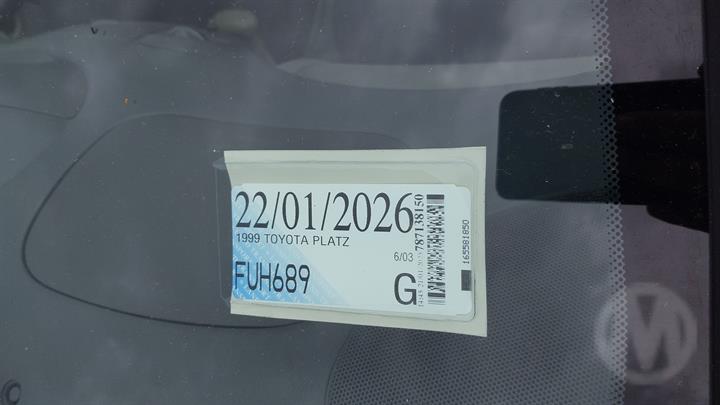 22/01/2026
1999 TOYOTA PLATZ
6/03
FUH689
G
787138150
165581850